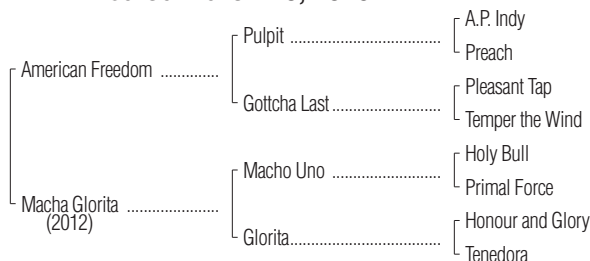 A.P. Indy
Pulpit
Preach
American Freedom
Pleasant Tap
Gottcha Last
Temper the Wind
Holy Bull
Macho Uno
Primal Force
Macha Glorita
(2012)
Honour and Glory
Glorita
Tenedora